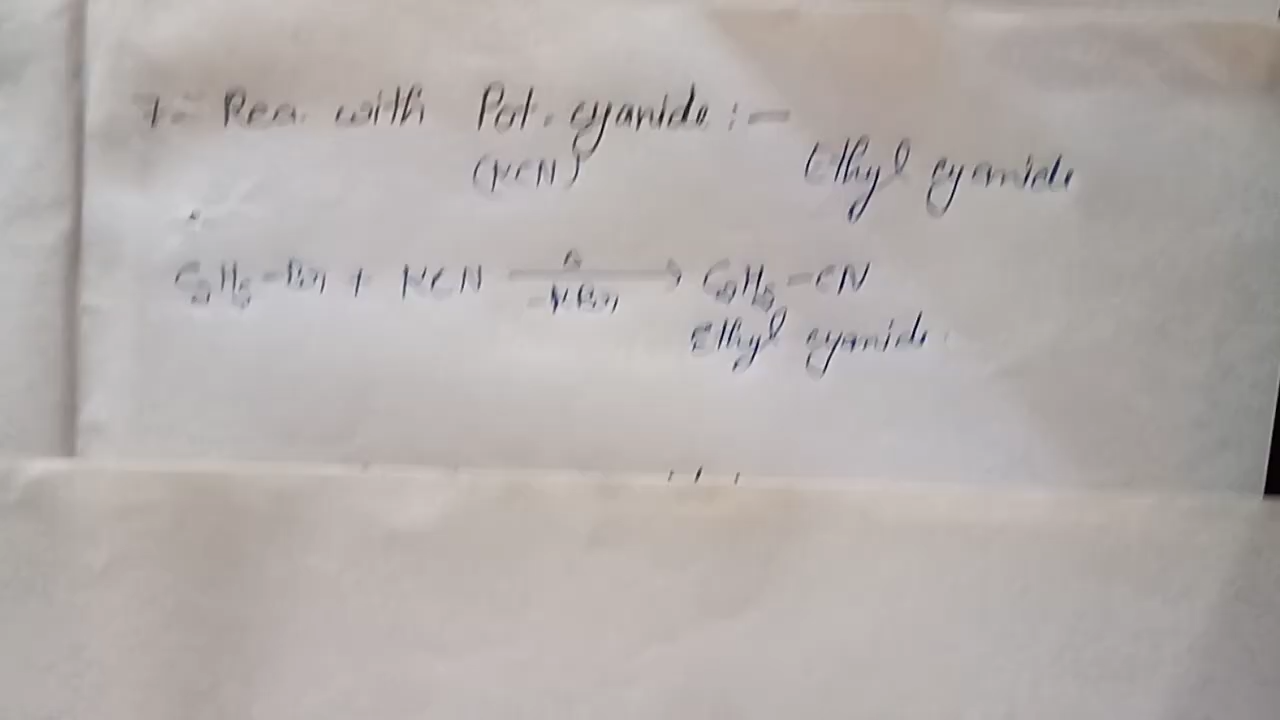 7- Rea. with Pot. cyanide :-
(KCN)
Ethyl cyanide
C2H5-Br + KCN Δ -KBr → C2H5-CN
Ethyl cyanide.